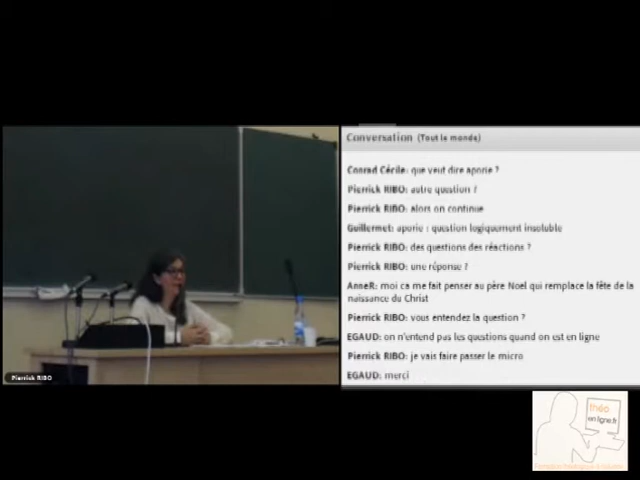 Conversation (Tout le monde)
Conrad Cécile: que veut dire aporie ?
Pierrick RIBO: autre question ?
Pierrick RIBO: alors on continue
Guillermet: aporie : question logiquement insoluble
Pierrick RIBO: des questions des réactions ?
Pierrick RIBO: une réponse ?
AnneR: moi ca me fait penser au père Noel qui remplace la fête de la
naissance du Christ
Pierrick RIBO: vous entendez la question ?
EGAUD: on n'entend pas les questions quand on est en ligne
Pierrick RIBO: je vais faire passer le micro
EGAUD: merci
Pierrick RIBO
théo
en ligne.fr